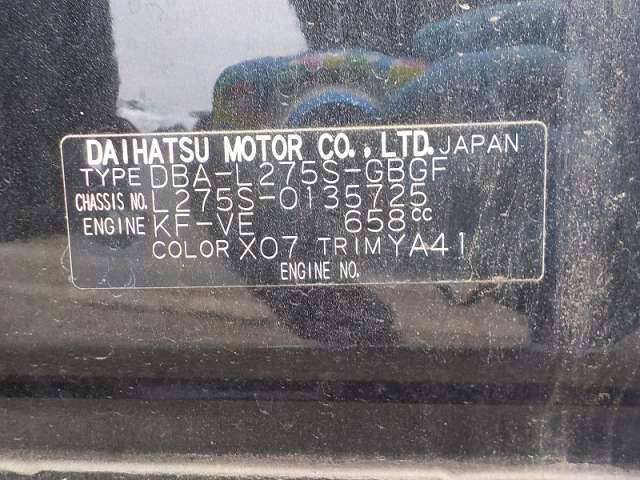 DAIHATSU MOTOR CO., LTD. JAPAN
TYPE DBA-L275S-GBGF
CHASSIS NO. L275S-0135725
ENGINE KF-VE 658cc
COLOR X07 TRIM YA41
ENGINE NO.